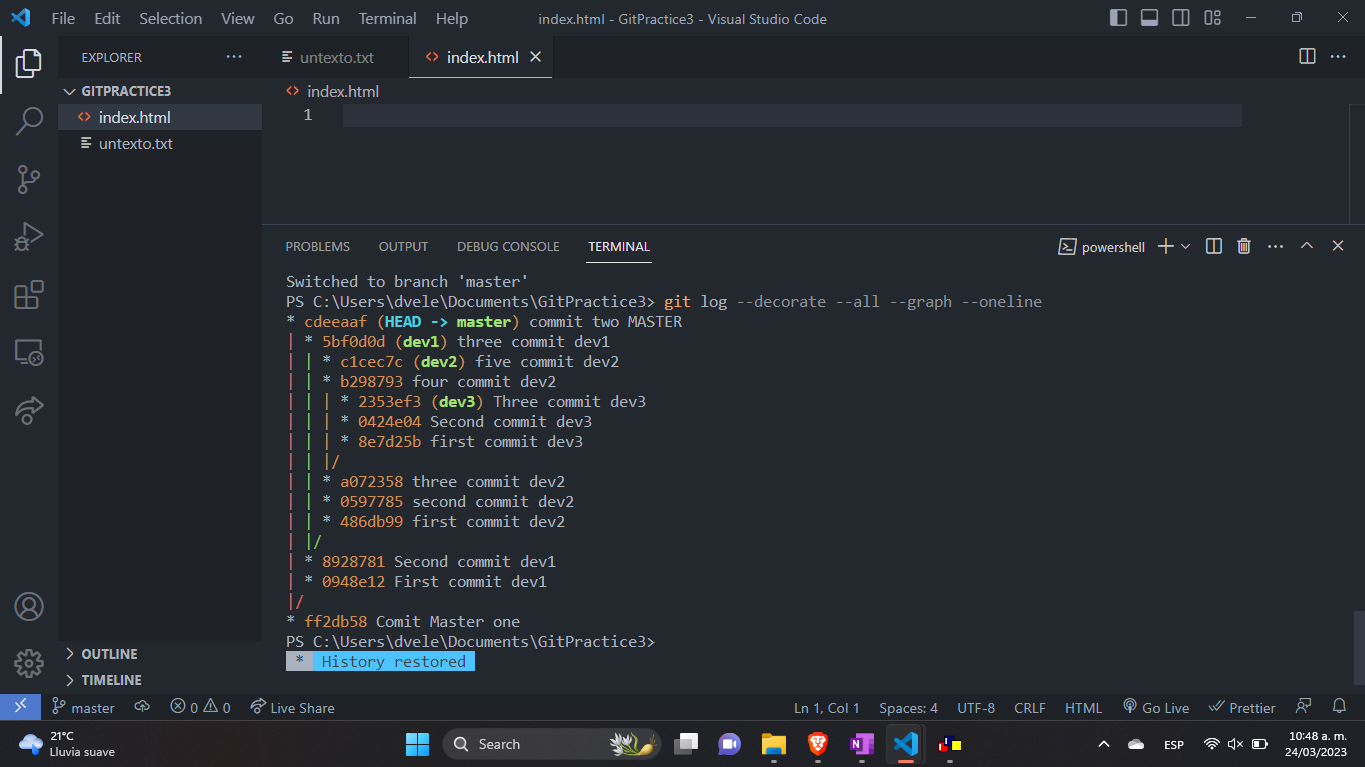 File Edit Selection View Go Run Terminal Help index.html - GitPractice3 - Visual Studio Code
EXPLORER
untexto.txt
index.html
GITPRACTICE3
index.html
untexto.txt
index.html
1
PROBLEMS OUTPUT DEBUG CONSOLE TERMINAL powershell
Switched to branch 'master'
PS C:\Users\dvele\Documents\GitPractice3> git log --decorate --all --graph --oneline
* cdeeaaf (HEAD -> master) commit two MASTER
| * 5bf0d0d (dev1) three commit dev1
| | * c1cec7c (dev2) five commit dev2
| | * b298793 four commit dev2
| | | * 2353ef3 (dev3) Three commit dev3
| | | * 0424e04 Second commit dev3
| | | * 8e7d25b first commit dev3
| | |/
| | * a072358 three commit dev2
| | * 0597785 second commit dev2
| | * 486db99 first commit dev2
| |/
| * 8928781 Second commit dev1
| * 0948e12 First commit dev1
|/
* ff2db58 Comit Master one
PS C:\Users\dvele\Documents\GitPractice3>
* History restored
OUTLINE
TIMELINE
master 0 0 Live Share Ln 1, Col 1 Spaces: 4 UTF-8 CRLF HTML Go Live Prettier
21°C
Lluvia suave
Search
ESP
10:48 a. m.
24/03/2023